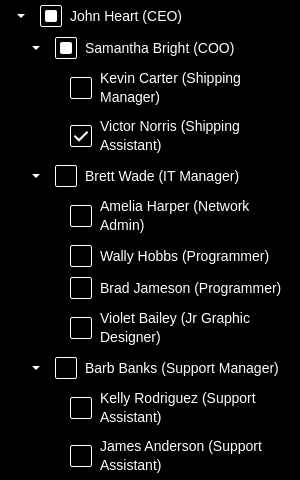 John Heart (CEO)
Samantha Bright (COO)
Kevin Carter (Shipping
Manager)
Victor Norris (Shipping
Assistant)
Brett Wade (IT Manager)
Amelia Harper (Network
Admin)
Wally Hobbs (Programmer)
Brad Jameson (Programmer)
Violet Bailey (Jr Graphic
Designer)
Barb Banks (Support Manager)
Kelly Rodriguez (Support
Assistant)
James Anderson (Support
Assistant)